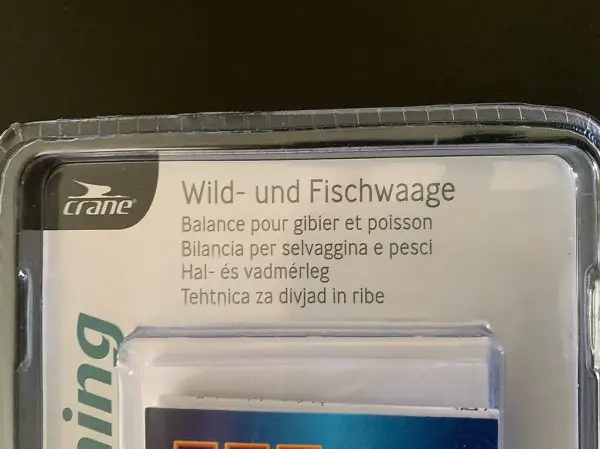 crane®
Wild- und Fischwaage
Balance pour gibier et poisson
Bilancia per selvaggina e pesci
Hal- és vadmérleg
Tehtnica za divjad in ribe